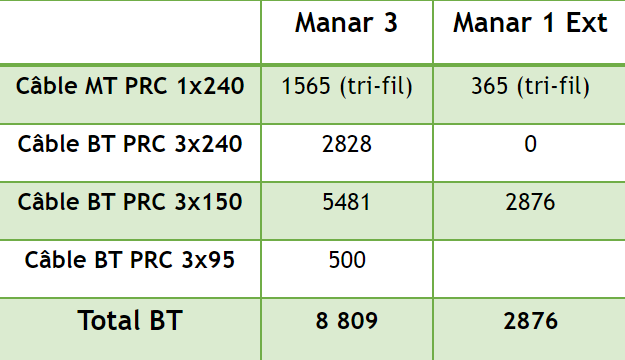 Manar 3 Manar 1 Ext
Câble MT PRC 1x240 1565 (tri-fil) 365 (tri-fil)
Câble BT PRC 3x240 2828 0
Câble BT PRC 3x150 5481 2876
Câble BT PRC 3x95 500
Total BT 8 809 2876